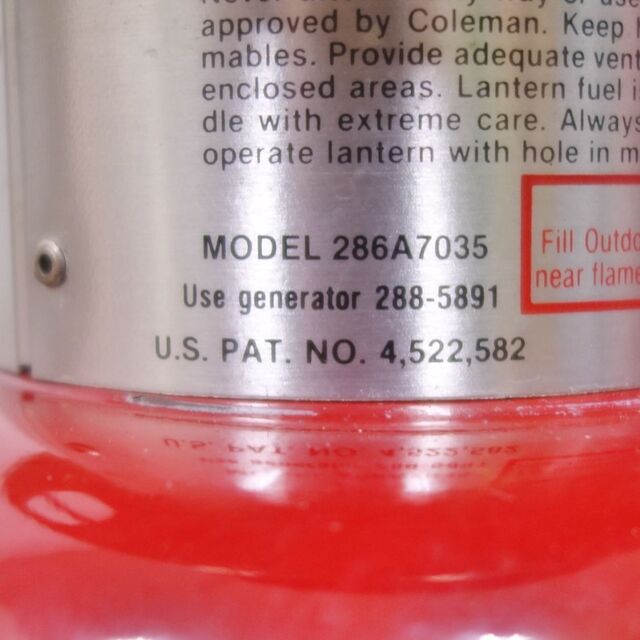 approved by Coleman. Keep
mables. Provide adequate vent
enclosed areas. Lantern fuel i
dle with extreme care. Always
operate lantern with hole in m
MODEL 286A7035
Fill Outdo
near flame
Use generator 288-5891
U.S. PAT. NO. 4,522,582